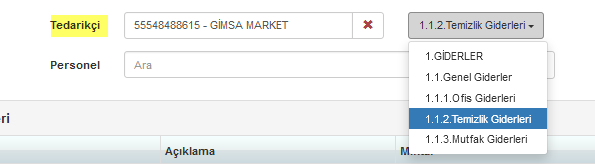 Tedarikçi 55548488615 - GİMSA MARKET 1.1.2.Temizlik Giderleri
Personel Ara
1.GİDERLER
1.1.Genel Giderler
1.1.1.Ofis Giderleri
1.1.2.Temizlik Giderleri
1.1.3.Mutfak Giderleri
Açıklama